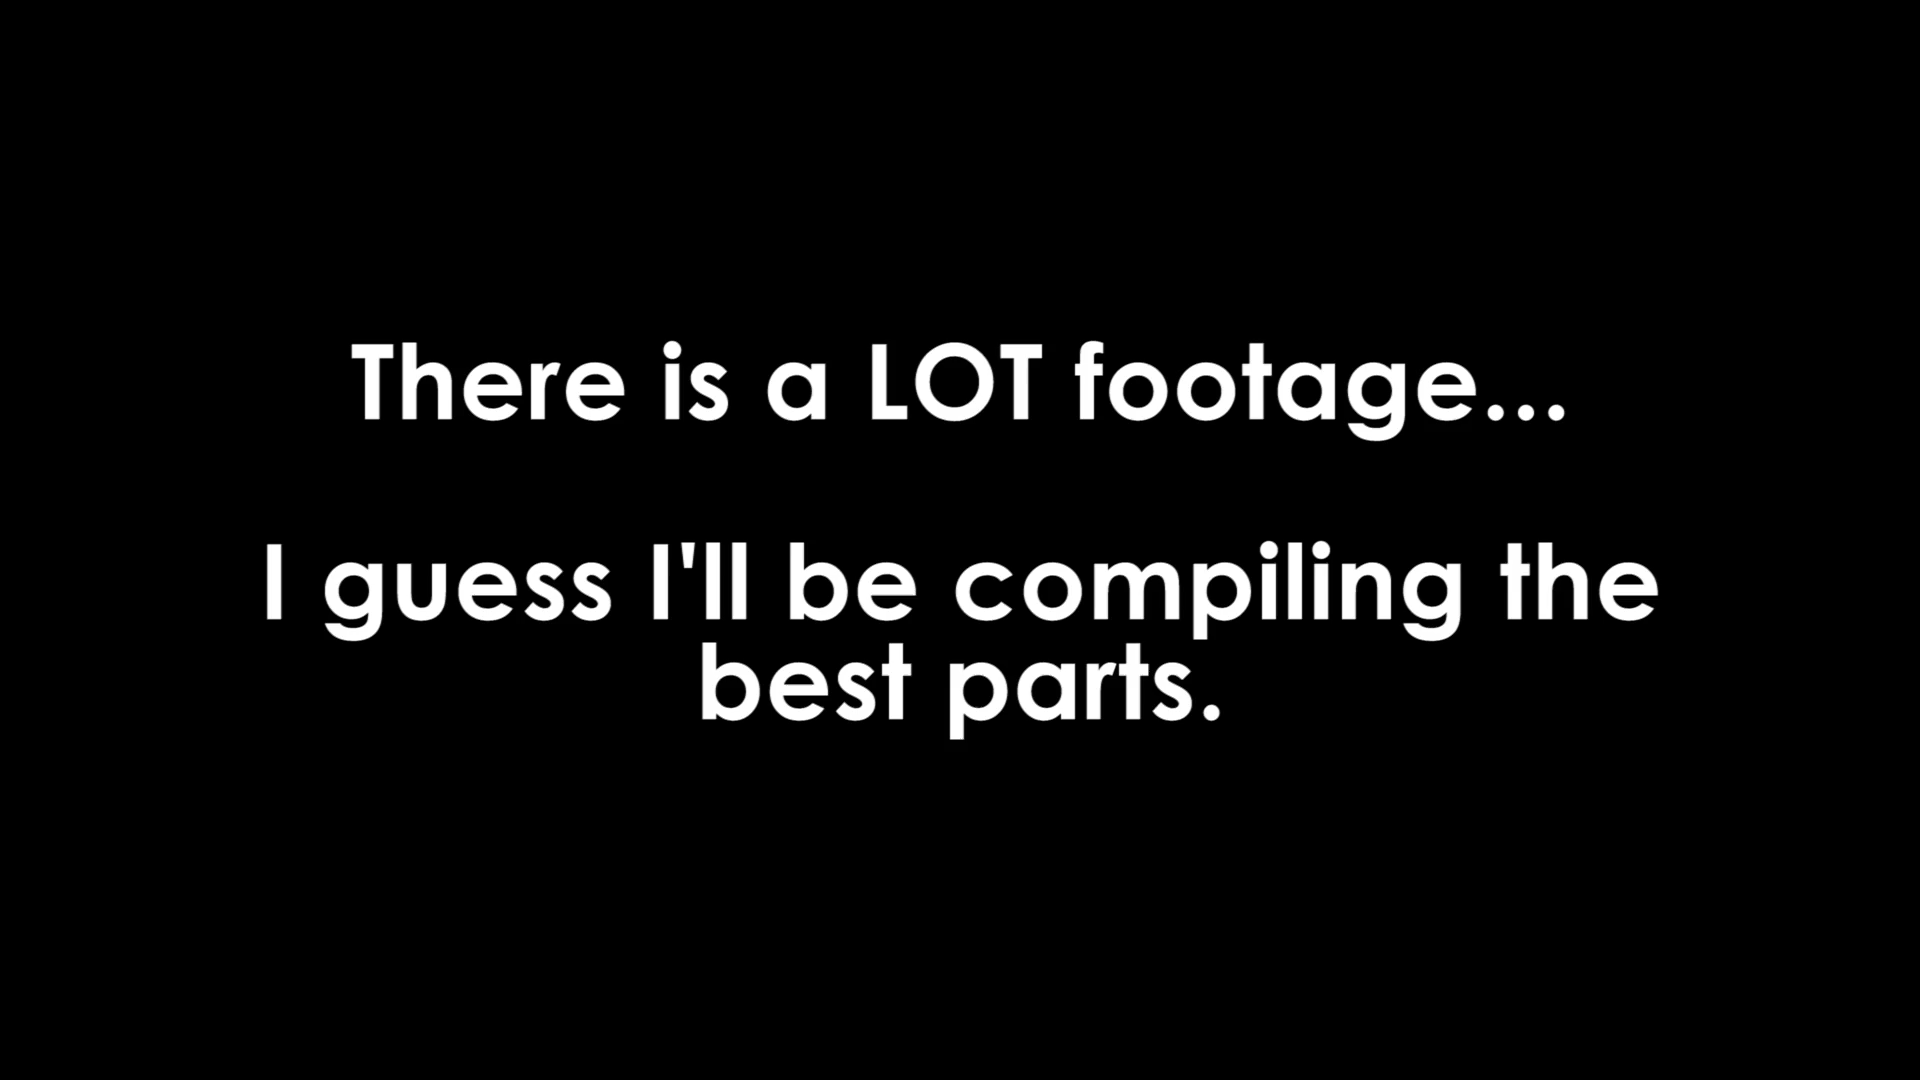 There is a LOT footage...
I guess I'll be compiling the
best parts.